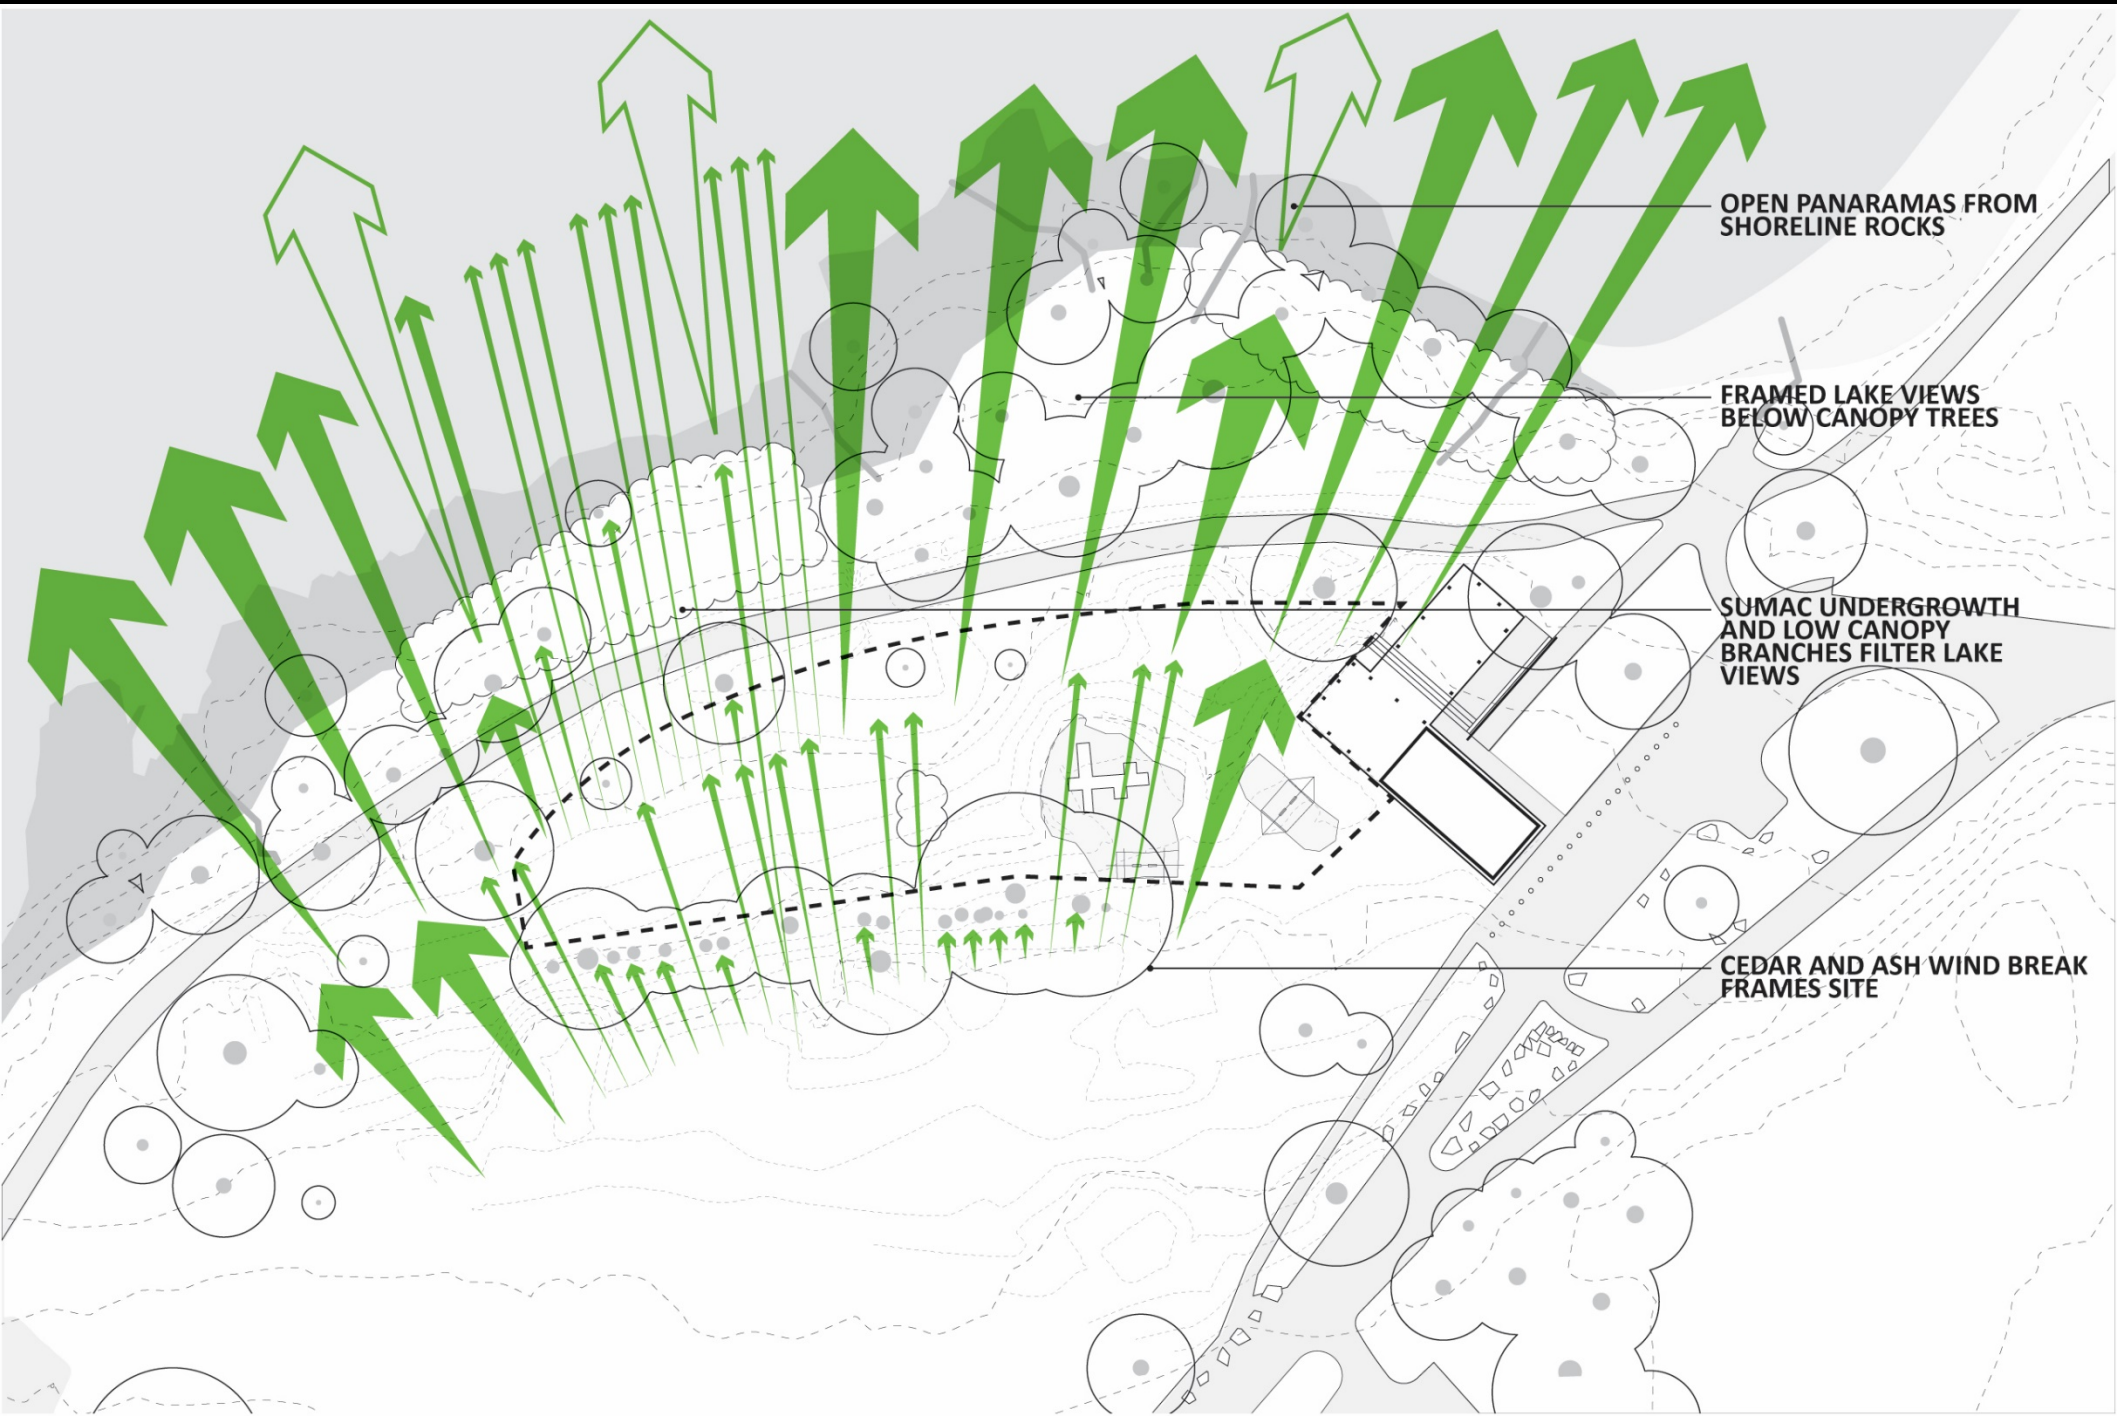 OPEN PANARAMAS FROM
SHORELINE ROCKS
FRAMED LAKE VIEWS
BELOW CANOPY TREES
SUMAC UNDERGROWTH
AND LOW CANOPY
BRANCHES FILTER LAKE
VIEWS
CEDAR AND ASH WIND BREAK
FRAMES SITE